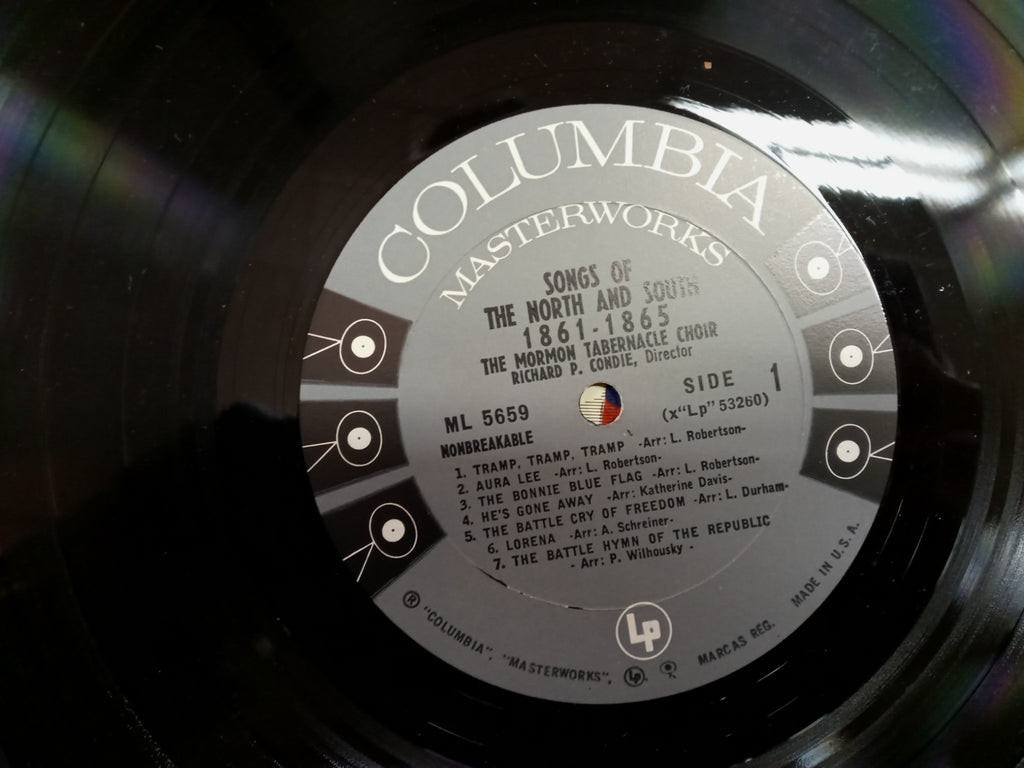 COLUMBIA
MASTERWORKS
SONGS OF
THE NORTH AND SOUTH
1861-1865
THE MORMON TABERNACLE CHOIR
RICHARD P. CONDIE, Director
SIDE 1
ML 5659
(x"Lp" 53260)
NONBREAKABLE
1. TRAMP, TRAMP, TRAMP -Arr: L. Robertson-
2. AURA LEE -Arr: L. Robertson-
3. THE BONNIE BLUE FLAG -Arr: L. Robertson-
4. HE'S GONE AWAY -Arr: Katherine Davis-
5. THE BATTLE CRY OF FREEDOM -Arr: L. Durham-
6. LORENA -Arr: A. Schreiner-
7. THE BATTLE HYMN OF THE REPUBLIC
- Arr: P. Wilhousky -
Lp
® "COLUMBIA", "MASTERWORKS", Lp, MARCAS REG. MADE IN U.S.A.